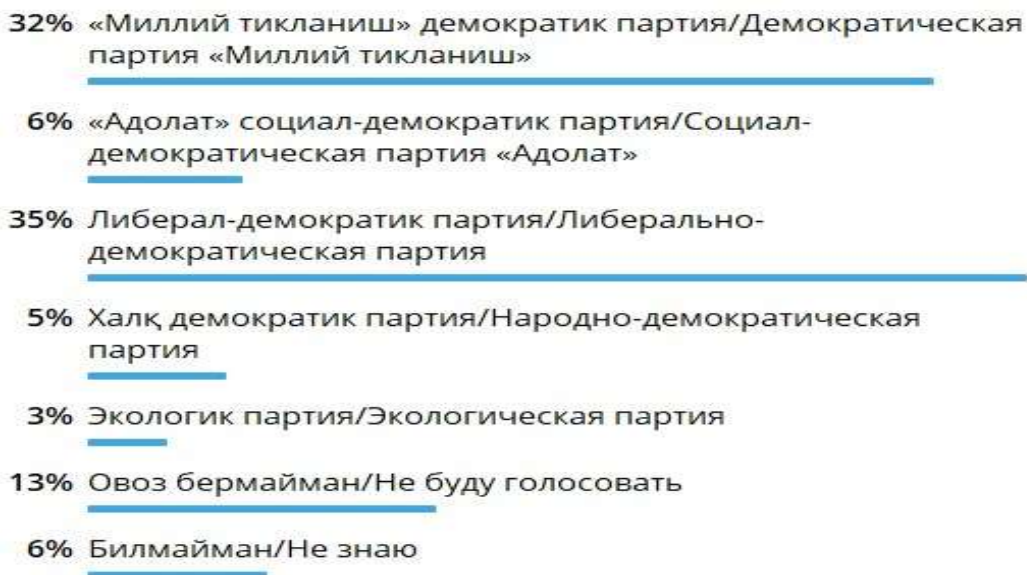 32% «Миллий тикланиш» демократик партия/Демократическая
партия «Миллий тикланиш»
6% «Адолат» социал-демократик партия/Социал-
демократическая партия «Адолат»
35% Либерал-демократик партия/Либерально-
демократическая партия
5% Халқ демократик партия/Народно-демократическая
партия
3% Экологик партия/Экологическая партия
13% Овоз бермайман/Не буду голосовать
6% Билмайман/Не знаю